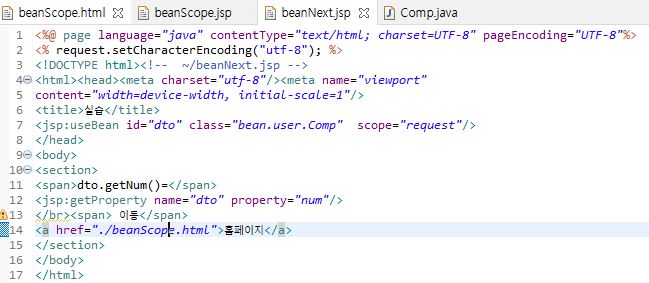 beanScope.html beanScope.jsp beanNext.jsp Comp.java
1 <%@ page language="java" contentType="text/html; charset=UTF-8" pageEncoding="UTF-8"%>
2 <% request.setCharacterEncoding("utf-8"); %>
3 <!DOCTYPE html><!--  ~/beanNext.jsp -->
4 <html><head><meta charset="utf-8"/><meta name="viewport"
5 content="width=device-width, initial-scale=1"/>
6 <title>실습</title>
7 <jsp:useBean id="dto" class="bean.user.Comp"  scope="request"/>
8 </head>
9 <body>
10 <section>
11 <span>dto.getNum()=</span>
12 <jsp:getProperty name="dto" property="num"/>
13 </br><span> 이동</span>
14 <a href="./beanScope.html">홈페이지</a>
15 </section>
16 </body>
17 </html>